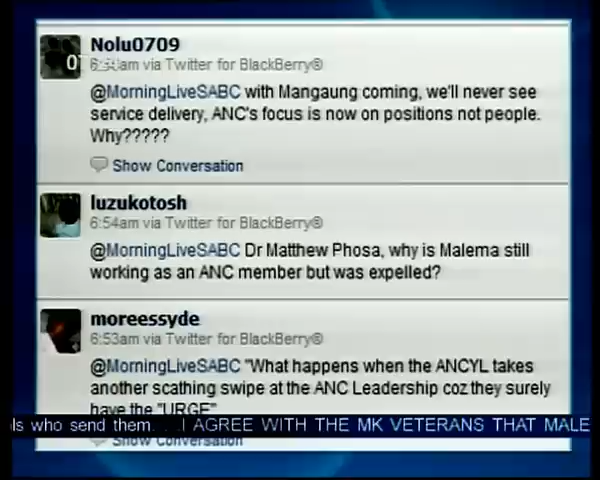 Nolu0709
am via Twitter for BlackBerry®
@MorningLiveSABC with Mangaung coming, we'll never see
service delivery, ANC's focus is now on positions not people.
Why?????
Show Conversation
luzukotosh
6:54am via Twitter for BlackBerry®
@MorningLiveSABC Dr Matthew Phosa, why is Malema still
working as an ANC member but was expelled?
moreessyde
6:53am via Twitter for BlackBerry®
@MorningLiveSABC "What happens when the ANCYL takes
another scathing swipe at the ANC Leadership coz they surely
have the "URGE"
ls who send them. . . .I AGREE WITH THE MK VETERANS THAT MALE
Show Conversation